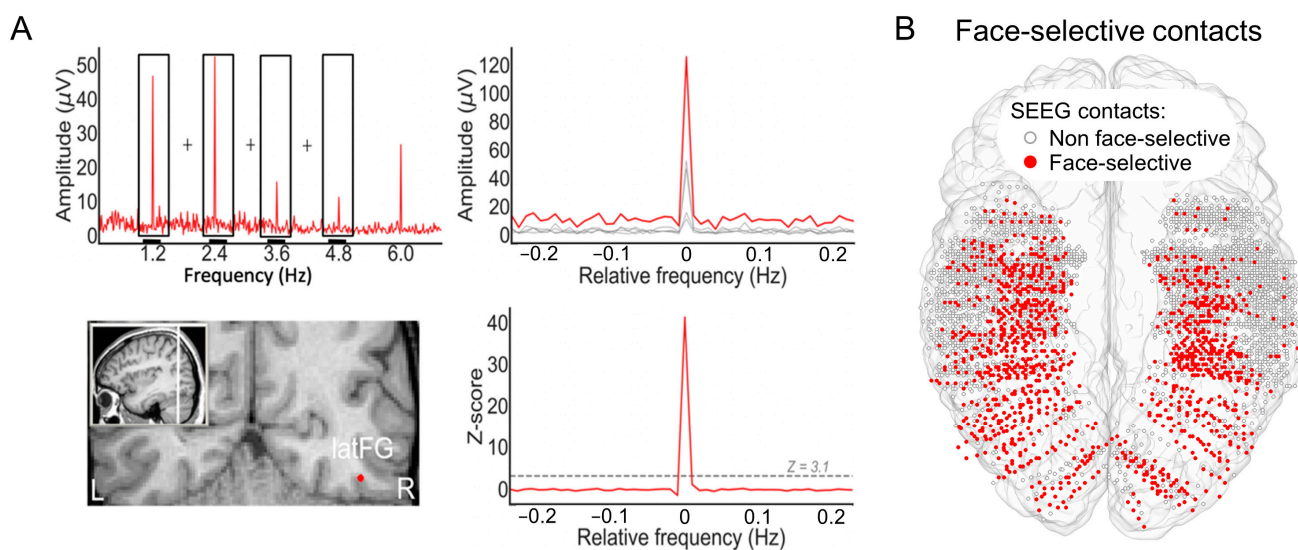 A
Amplitude (µV)
50
40
30
20
10
0
+ + +
1.2 2.4 3.6 4.8 6.0
Frequency (Hz)
Amplitude (µV)
120
100
80
60
40
20
0
−0.2 −0.1 0 0.1 0.2
Relative frequency (Hz)
latFG
L R
Z-score
40
30
20
10
0
Z = 3.1
−0.2 −0.1 0 0.1 0.2
Relative frequency (Hz)
B Face-selective contacts
SEEG contacts:
Non face-selective
Face-selective